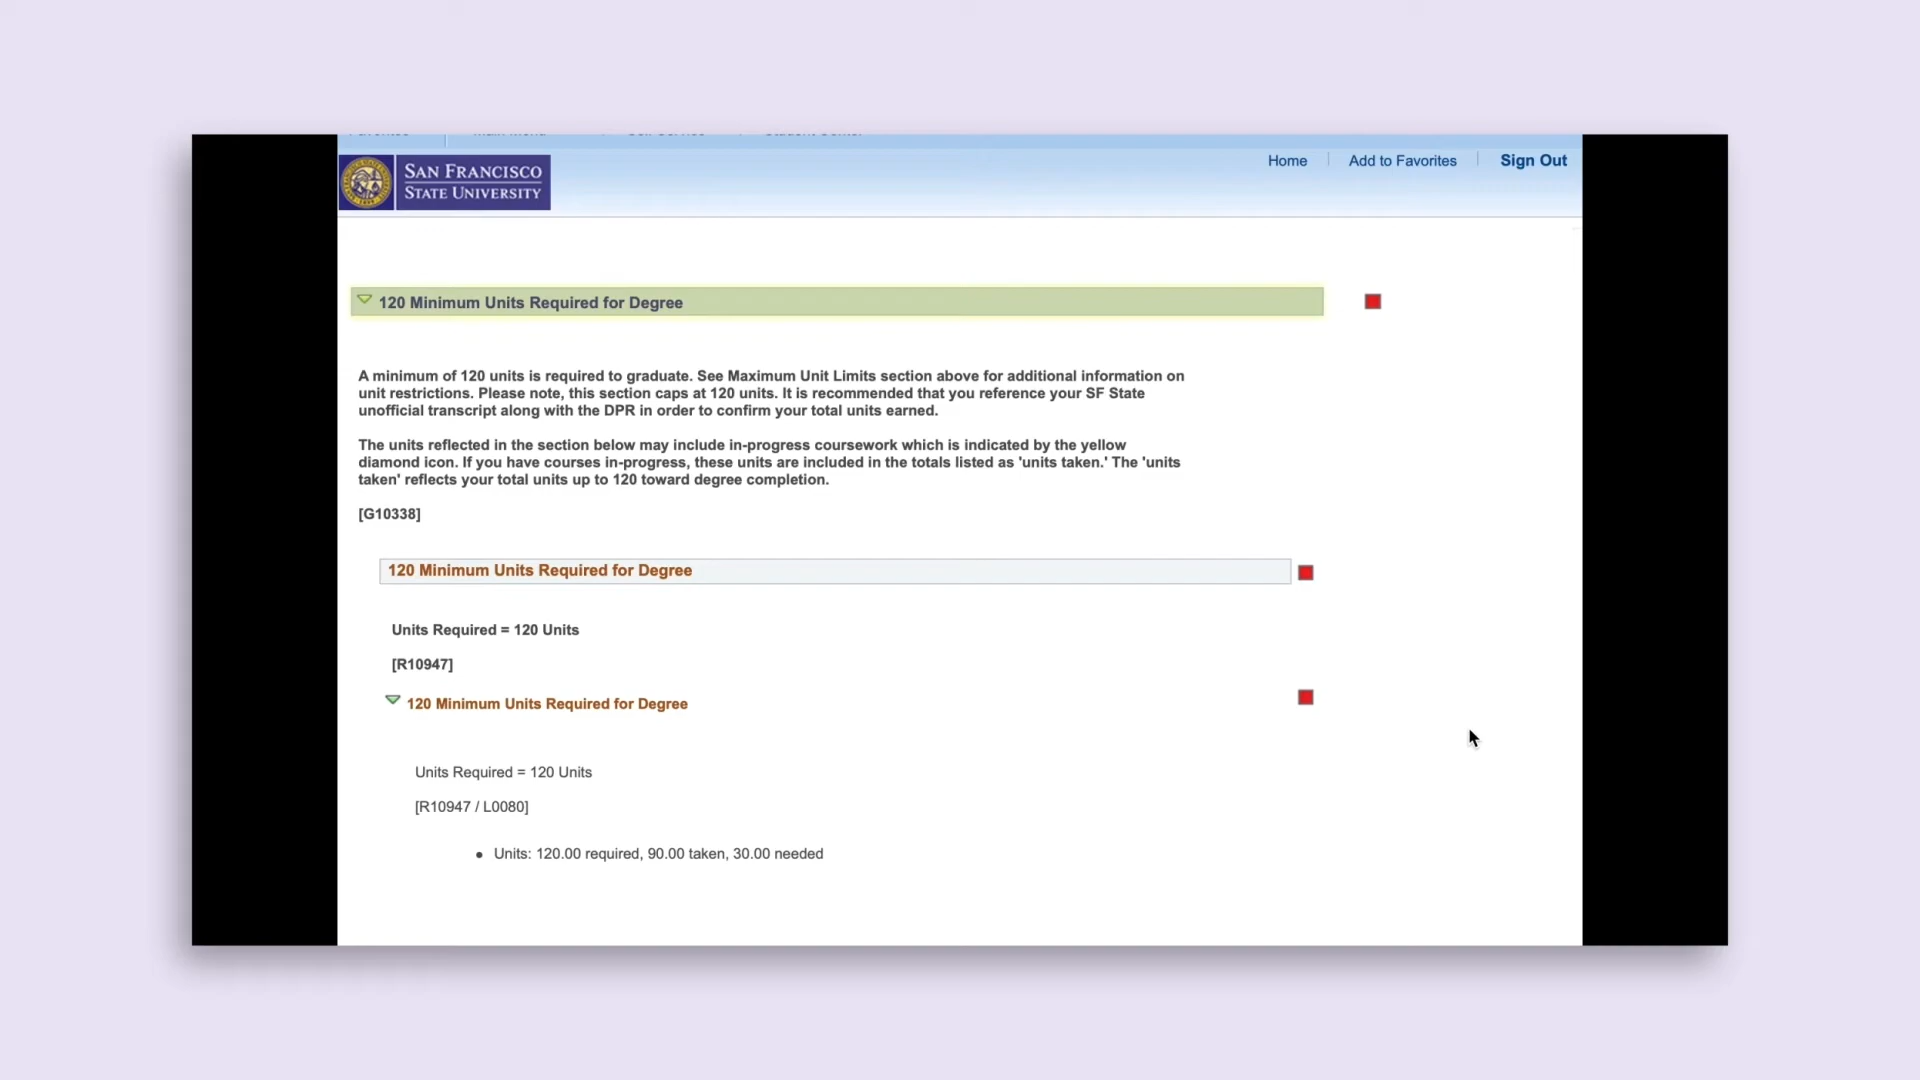 SAN FRANCISCO
STATE UNIVERSITY
Home
Add to Favorites
Sign Out
120 Minimum Units Required for Degree
A minimum of 120 units is required to graduate. See Maximum Unit Limits section above for additional information on
unit restrictions. Please note, this section caps at 120 units. It is recommended that you reference your SF State
unofficial transcript along with the DPR in order to confirm your total units earned.
The units reflected in the section below may include in-progress coursework which is indicated by the yellow
diamond icon. If you have courses in-progress, these units are included in the totals listed as 'units taken.' The 'units
taken' reflects your total units up to 120 toward degree completion.
[G10338]
120 Minimum Units Required for Degree
Units Required = 120 Units
[R10947]
120 Minimum Units Required for Degree
Units Required = 120 Units
[R10947 / L0080]
• Units: 120.00 required, 90.00 taken, 30.00 needed